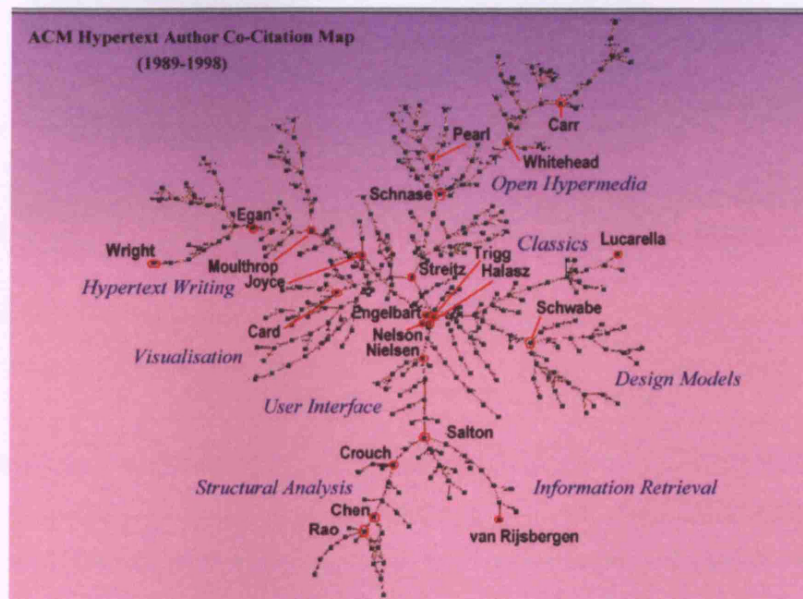 ACM Hypertext Author Co-Citation Map
(1989-1998)
Pearl
Carr
Whitehead
Schnase
Open Hypermedia
Egan
Wright
Moulthrop
Joyce
Hypertext Writing
Classics
Trigg
Halasz
Lucarella
Streitz
Engelbart
Nelson
Nielsen
Card
Visualisation
Schwabe
Design Models
User Interface
Salton
Crouch
Structural Analysis
Information Retrieval
Chen
Rao
van Rijsbergen